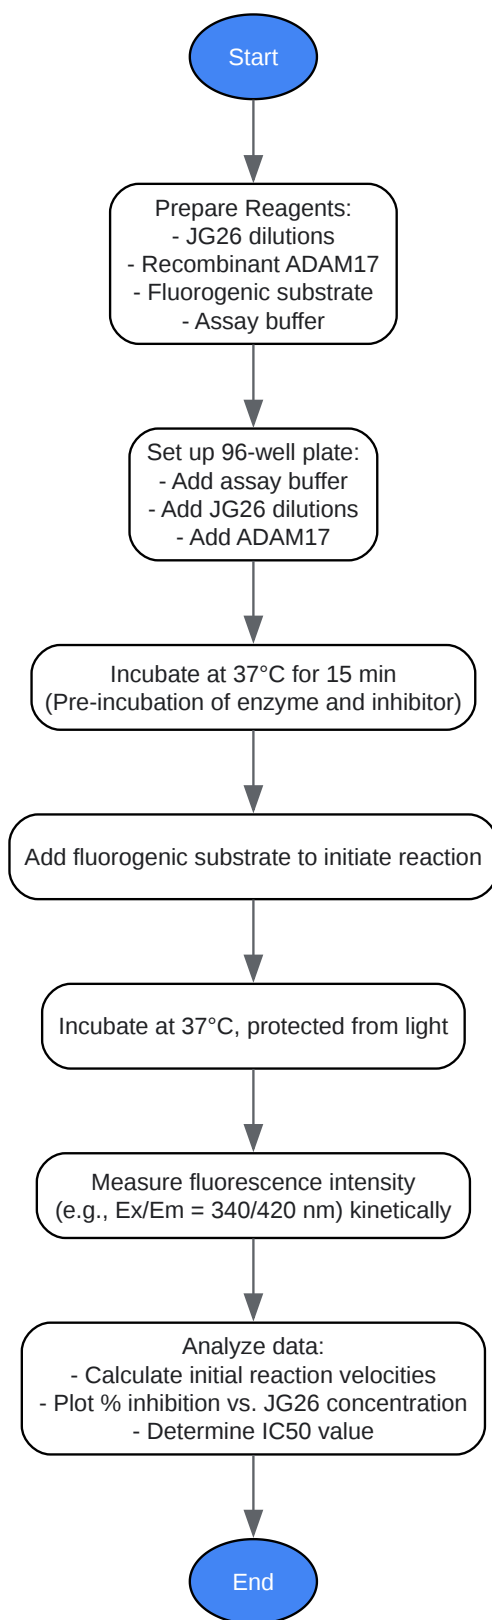 Start
Prepare Reagents:
- JG26 dilutions
- Recombinant ADAM17
- Fluorogenic substrate
- Assay buffer
Set up 96-well plate:
- Add assay buffer
- Add JG26 dilutions
- Add ADAM17
Incubate at 37°C for 15 min
(Pre-incubation of enzyme and inhibitor)
Add fluorogenic substrate to initiate reaction
Incubate at 37°C, protected from light
Measure fluorescence intensity
(e.g., Ex/Em = 340/420 nm) kinetically
Analyze data:
- Calculate initial reaction velocities
- Plot % inhibition vs. JG26 concentration
- Determine IC50 value
End